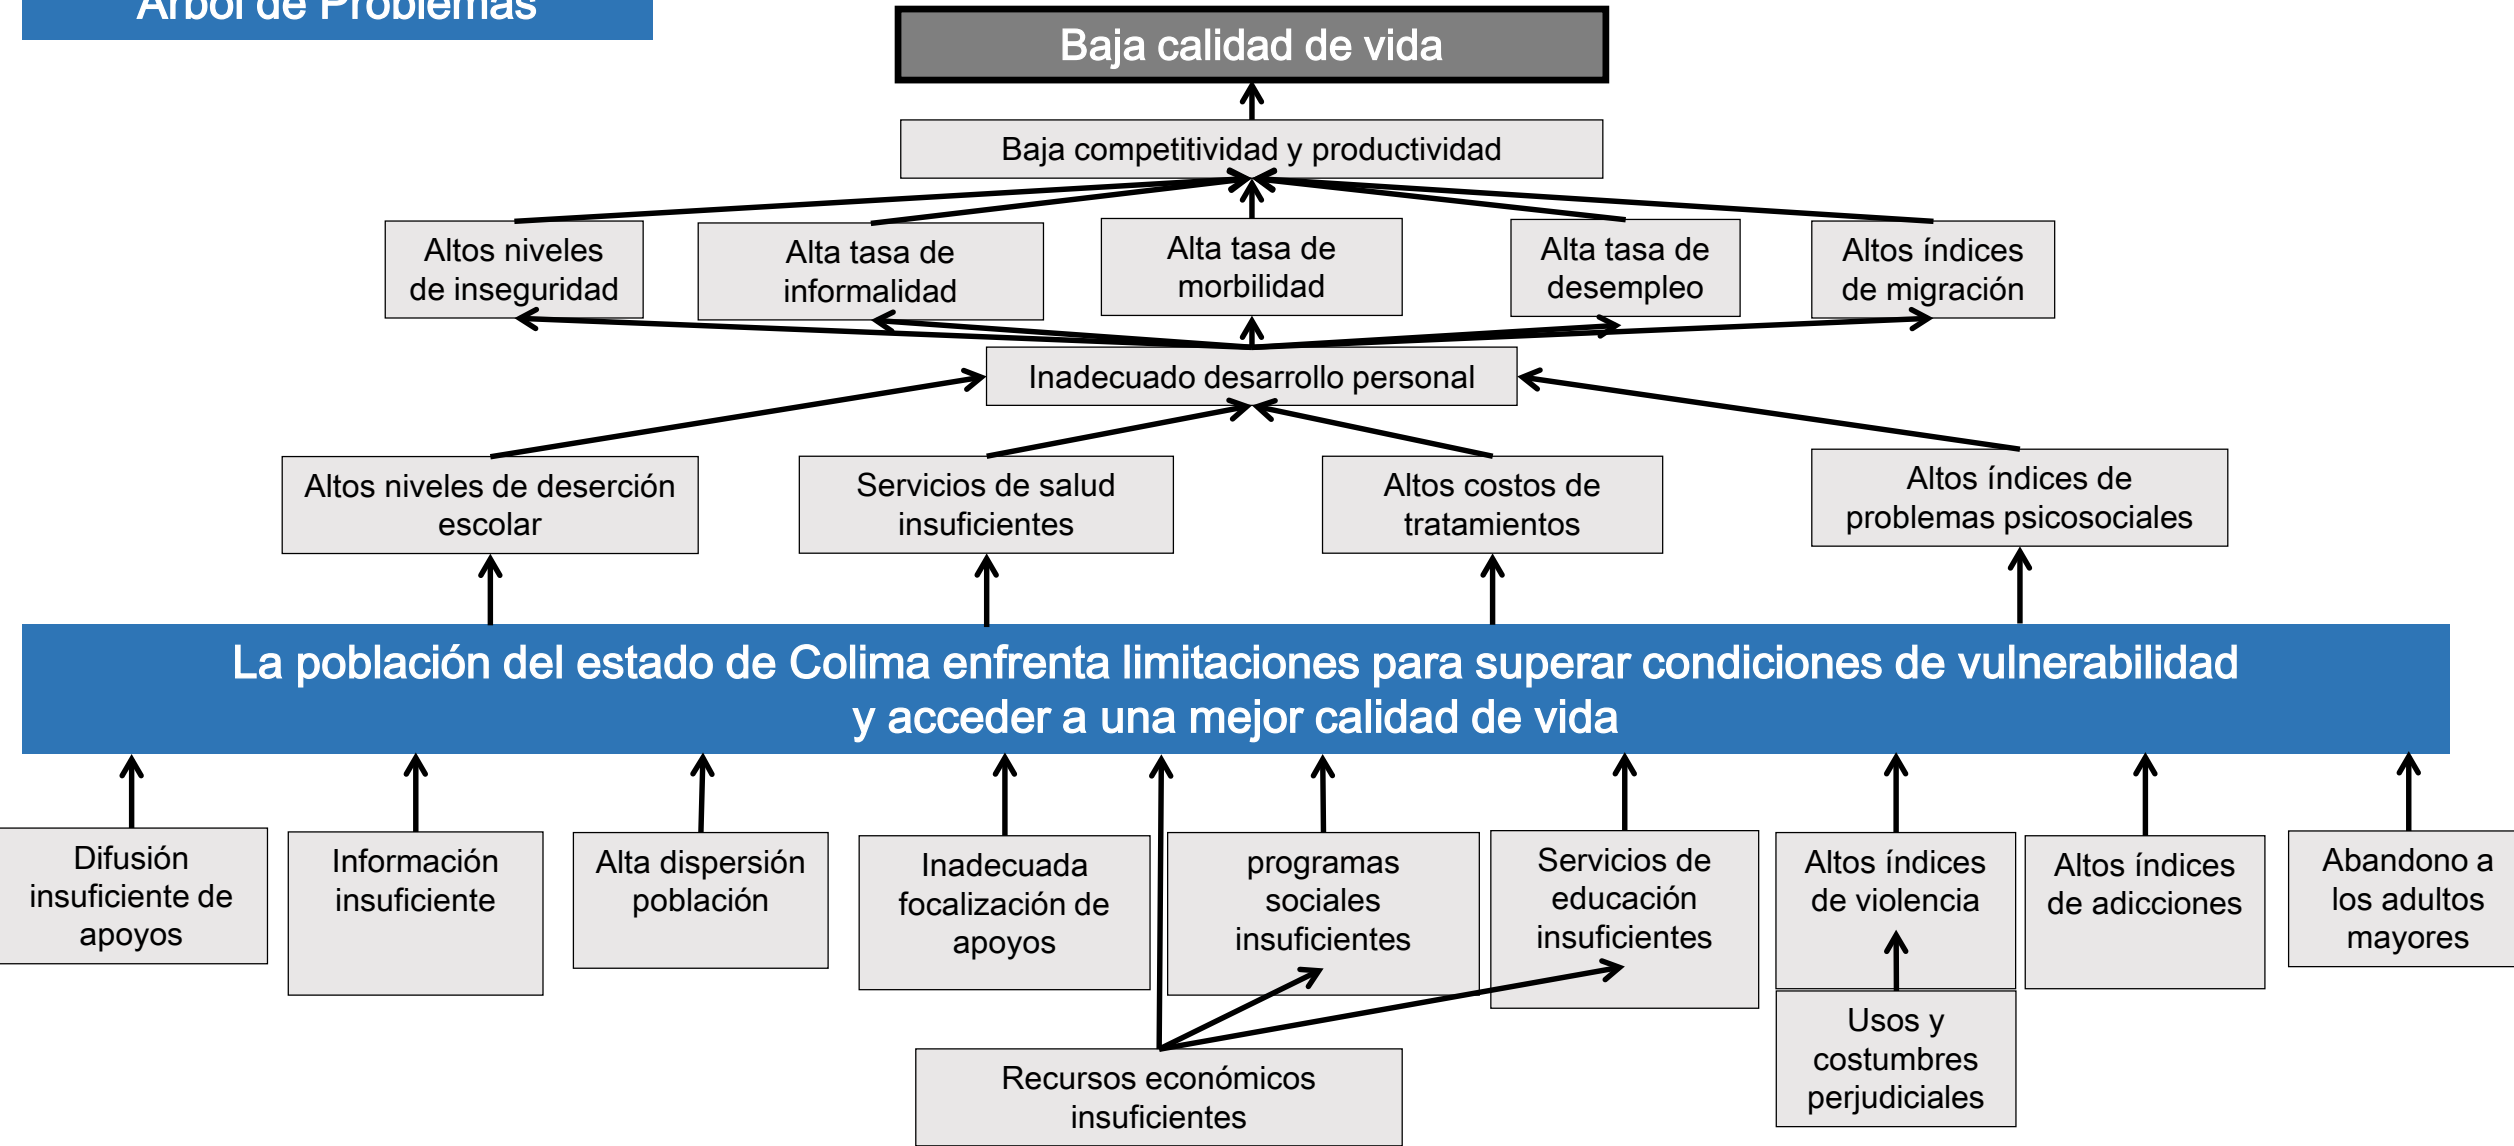 Árbol de Problemas
Baja calidad de vida
Baja competitividad y productividad
Altos niveles
de inseguridad
Alta tasa de
informalidad
Alta tasa de
morbilidad
Alta tasa de
desempleo
Altos índices
de migración
Inadecuado desarrollo personal
Altos niveles de deserción
escolar
Servicios de salud
insuficientes
Altos costos de
tratamientos
Altos índices de
problemas psicosociales
La población del estado de Colima enfrenta limitaciones para superar condiciones de vulnerabilidad
y acceder a una mejor calidad de vida
Difusión
insuficiente de
apoyos
Información
insuficiente
Alta dispersión
población
Inadecuada
focalización de
apoyos
programas
sociales
insuficientes
Servicios de
educación
insuficientes
Altos índices
de violencia
Altos índices
de adicciones
Abandono a
los adultos
mayores
Recursos económicos
insuficientes
Usos y
costumbres
perjudiciales